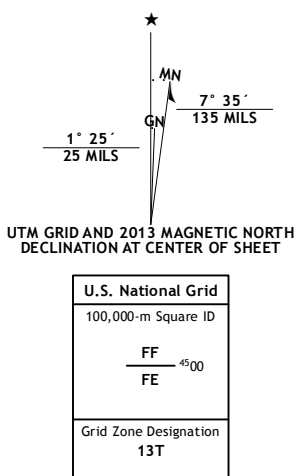 ★
MN
GN
7° 35´
135 MILS
1° 25´
25 MILS
UTM GRID AND 2013 MAGNETIC NORTH
DECLINATION AT CENTER OF SHEET
U.S. National Grid
100,000-m Square ID
FF
4500
FE
Grid Zone Designation
13T